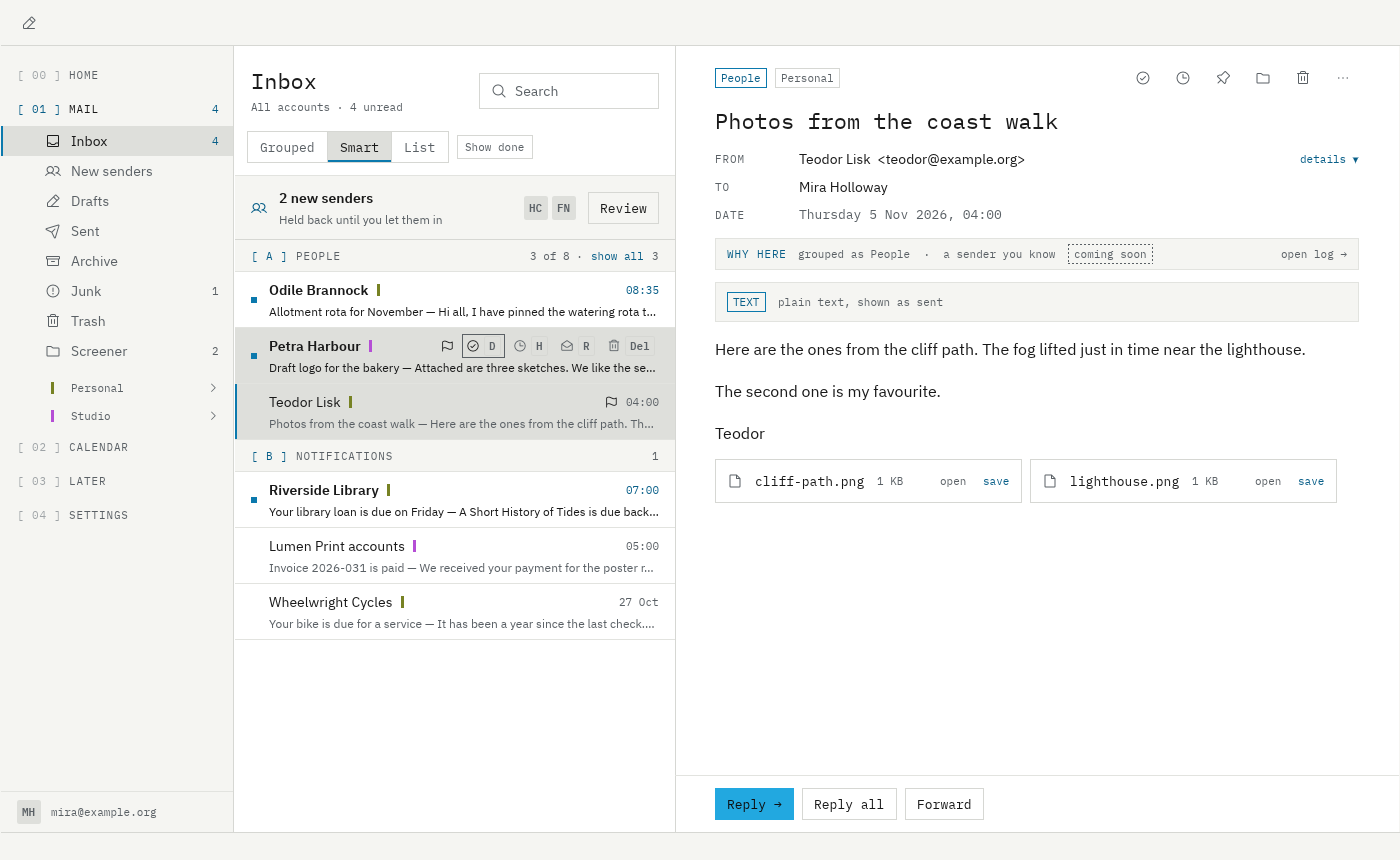 [ 00 ] HOME
[ 01 ] MAIL 4
Inbox 4
New senders
Drafts
Sent
Archive
Junk 1
Trash
Screener 2
Personal
Studio
[ 02 ] CALENDAR
[ 03 ] LATER
[ 04 ] SETTINGS
MH mira@example.org
Inbox
All accounts · 4 unread
Search
Grouped Smart List Show done
2 new senders
Held back until you let them in
HC FN Review
[ A ] PEOPLE 3 of 8 · show all 3
Odile Brannock 08:35
Allotment rota for November — Hi all, I have pinned the watering rota t...
Petra Harbour D H R Del
Draft logo for the bakery — Attached are three sketches. We like the se...
Teodor Lisk 04:00
Photos from the coast walk — Here are the ones from the cliff path. Th...
[ B ] NOTIFICATIONS 1
Riverside Library 07:00
Your library loan is due on Friday — A Short History of Tides is due back...
Lumen Print accounts 05:00
Invoice 2026-031 is paid — We received your payment for the poster r...
Wheelwright Cycles 27 Oct
Your bike is due for a service — It has been a year since the last check....
People Personal
Photos from the coast walk
FROM Teodor Lisk <teodor@example.org> details ▾
TO Mira Holloway
DATE Thursday 5 Nov 2026, 04:00
WHY HERE grouped as People · a sender you know coming soon open log →
TEXT plain text, shown as sent
Here are the ones from the cliff path. The fog lifted just in time near the lighthouse.
The second one is my favourite.
Teodor
cliff-path.png 1 KB open save
lighthouse.png 1 KB open save
Reply → Reply all Forward